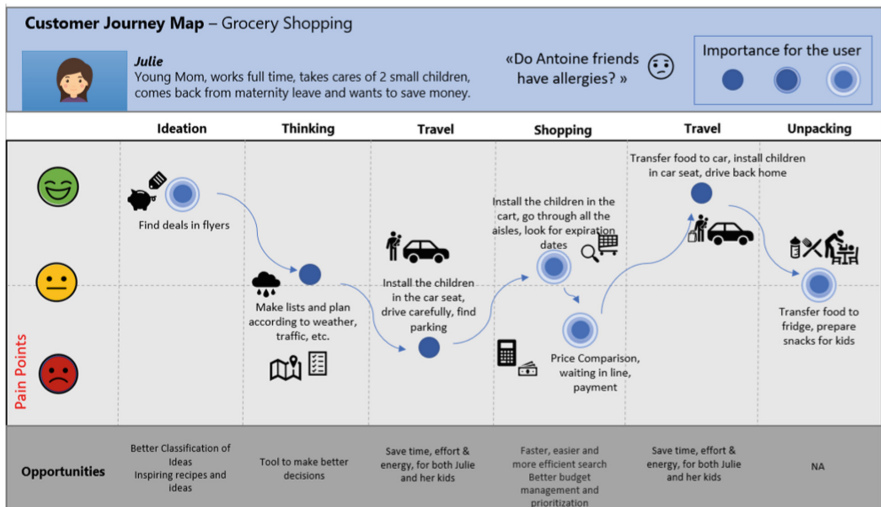 Customer Journey Map – Grocery Shopping
Julie
Young Mom, works full time, takes cares of 2 small children,
comes back from maternity leave and wants to save money.
«Do Antoine friends
have allergies? »
Importance for the user
Ideation
Thinking
Travel
Shopping
Travel
Unpacking
Find deals in flyers
Make lists and plan
according to weather,
traffic, etc.
Install the children
in the car seat,
drive carefully, find
parking
Install the children in the
cart, go through all the
aisles, look for expiration
dates
Price Comparison,
waiting in line,
payment
Transfer food to car, install children
in car seat, drive back home
Transfer food to
fridge, prepare
snacks for kids
Pain Points
Opportunities
Better Classification of
Ideas
Inspiring recipes and
Ideas
Tool to make better
decisions
Save time, effort &
energy, for both Julie
and her kids
Faster, easier and
more efficient search
Better budget
management and
prioritization
Save time, effort &
energy, for both Julie
and her kids
NA